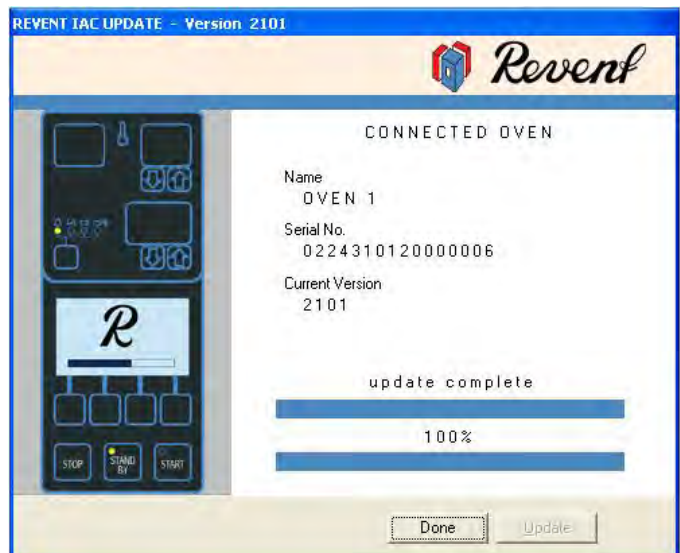 REVENT IAC UPDATE - Version 2101
Revent
CONNECTED OVEN
Name
OVEN 1
Serial No.
0224310120000006
Current Version
2101
R
update complete
100%
STOP
STAND BY
START
Done
Update